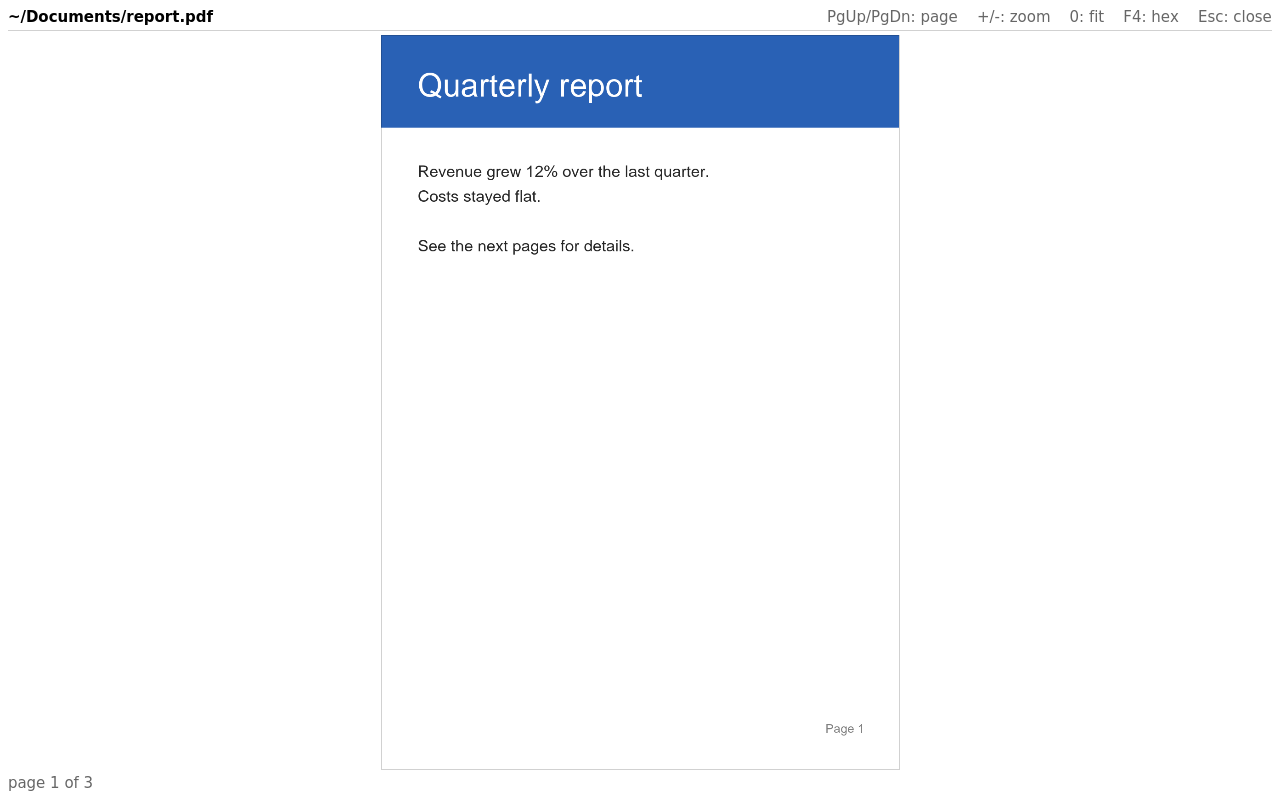 ~/Documents/report.pdf
PgUp/PgDn: page +/-: zoom 0: fit F4: hex Esc: close
Quarterly report
Revenue grew 12% over the last quarter.
Costs stayed flat.
See the next pages for details.
Page 1
page 1 of 3